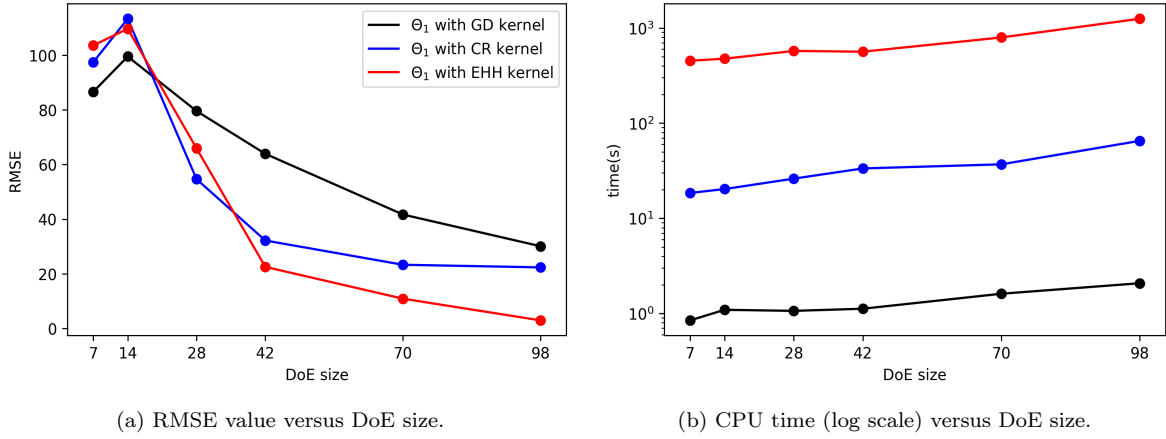 100
80
60
40
20
0
RMSE
Θ₁ with GD kernel
Θ₁ with CR kernel
Θ₁ with EHH kernel
7 14 28 42 70 98
DoE size
(a) RMSE value versus DoE size.
10³
10²
10¹
10⁰
time(s)
7 14 28 42 70 98
DoE size
(b) CPU time (log scale) versus DoE size.